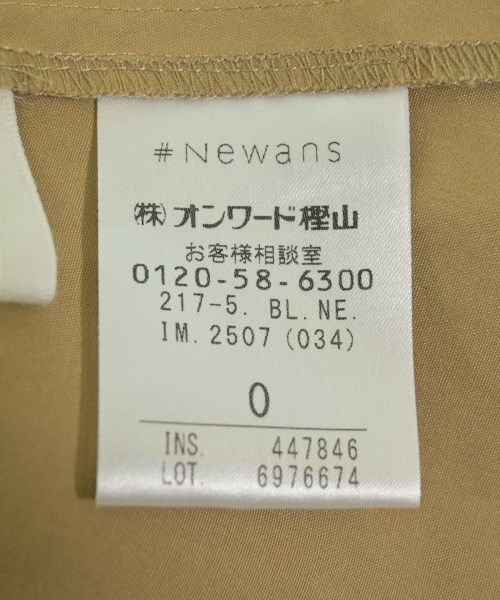 #Newans
㈱オンワード樫山
お客様相談室
0120-58-6300
217-5. BL.NE.
IM.2507(034)
0
INS. 447846
LOT. 6976674